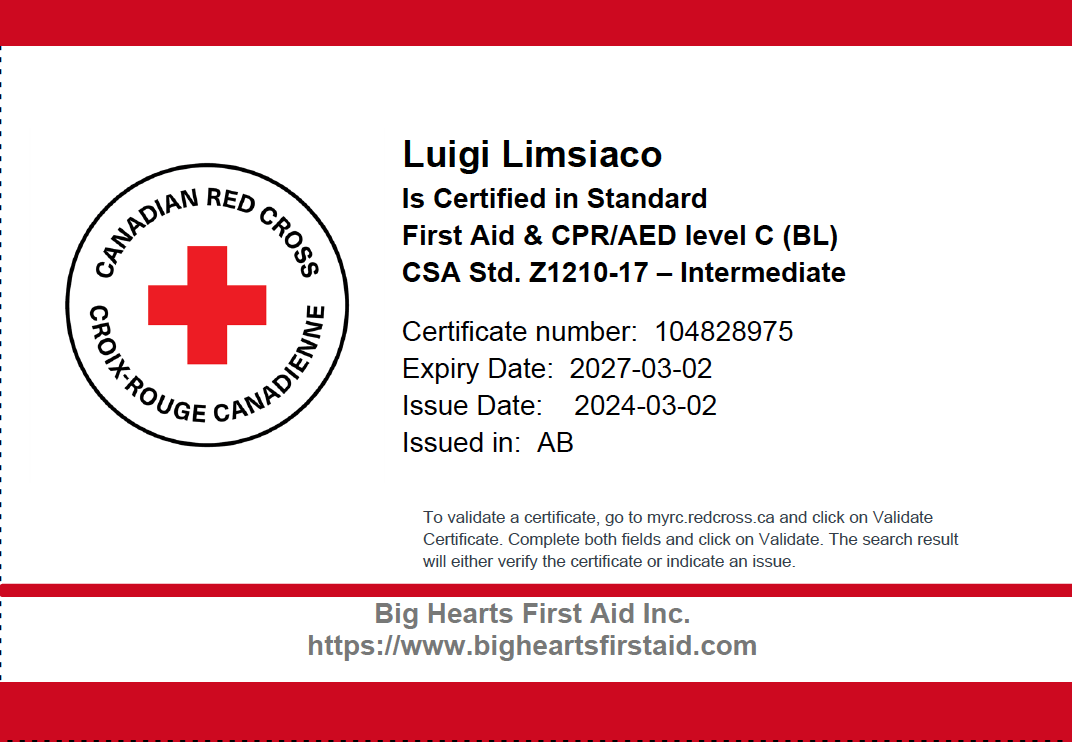 CANADIAN RED CROSS
CROIX-ROUGE CANADIENNE
Luigi Limsiaco
Is Certified in Standard
First Aid & CPR/AED level C (BL)
CSA Std. Z1210-17 – Intermediate
Certificate number: 104828975
Expiry Date: 2027-03-02
Issue Date: 2024-03-02
Issued in: AB
To validate a certificate, go to myrc.redcross.ca and click on Validate
Certificate. Complete both fields and click on Validate. The search result
will either verify the certificate or indicate an issue.
Big Hearts First Aid Inc.
https://www.bigheartsfirstaid.com